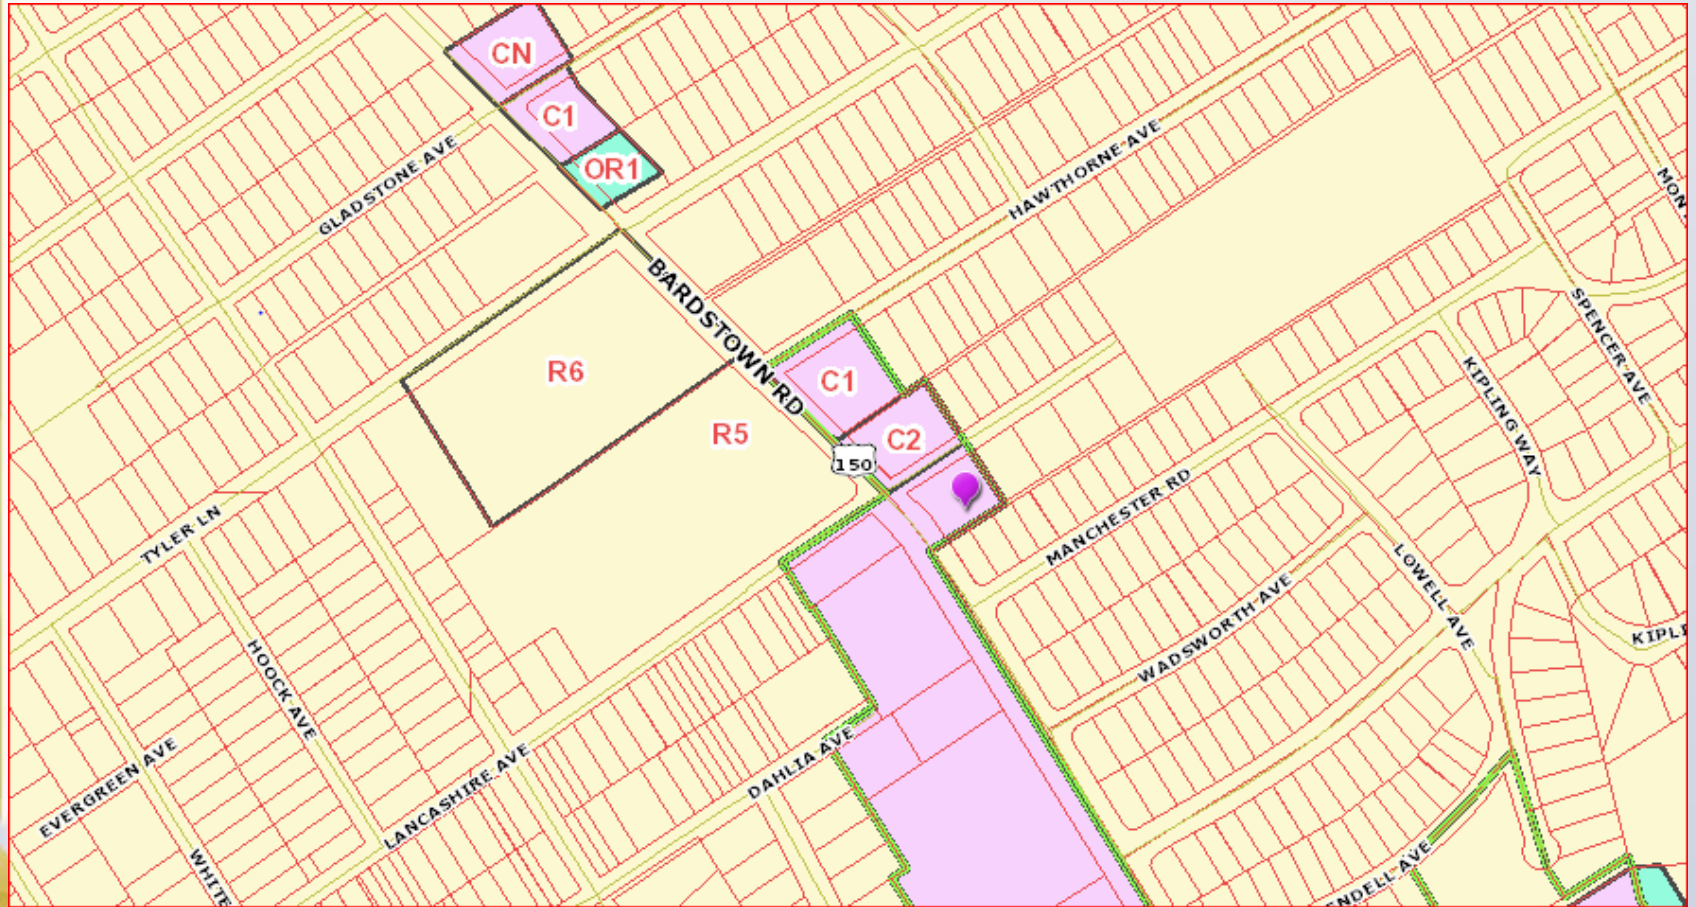 CN
C1
OR1
GLADSTONE AVE
HAWTHORNE AVE
BARDSTOWN RD
SPENCER AVE
R6
C1
R5
C2
150
KIPLING WAY
MANCHESTER RD
TYLER LN
LOWELL AVE
WADSWORTH AVE
HOOCK AVE
EVERGREEN AVE
LANCASHIRE AVE
DAHLIA AVE
WHITE